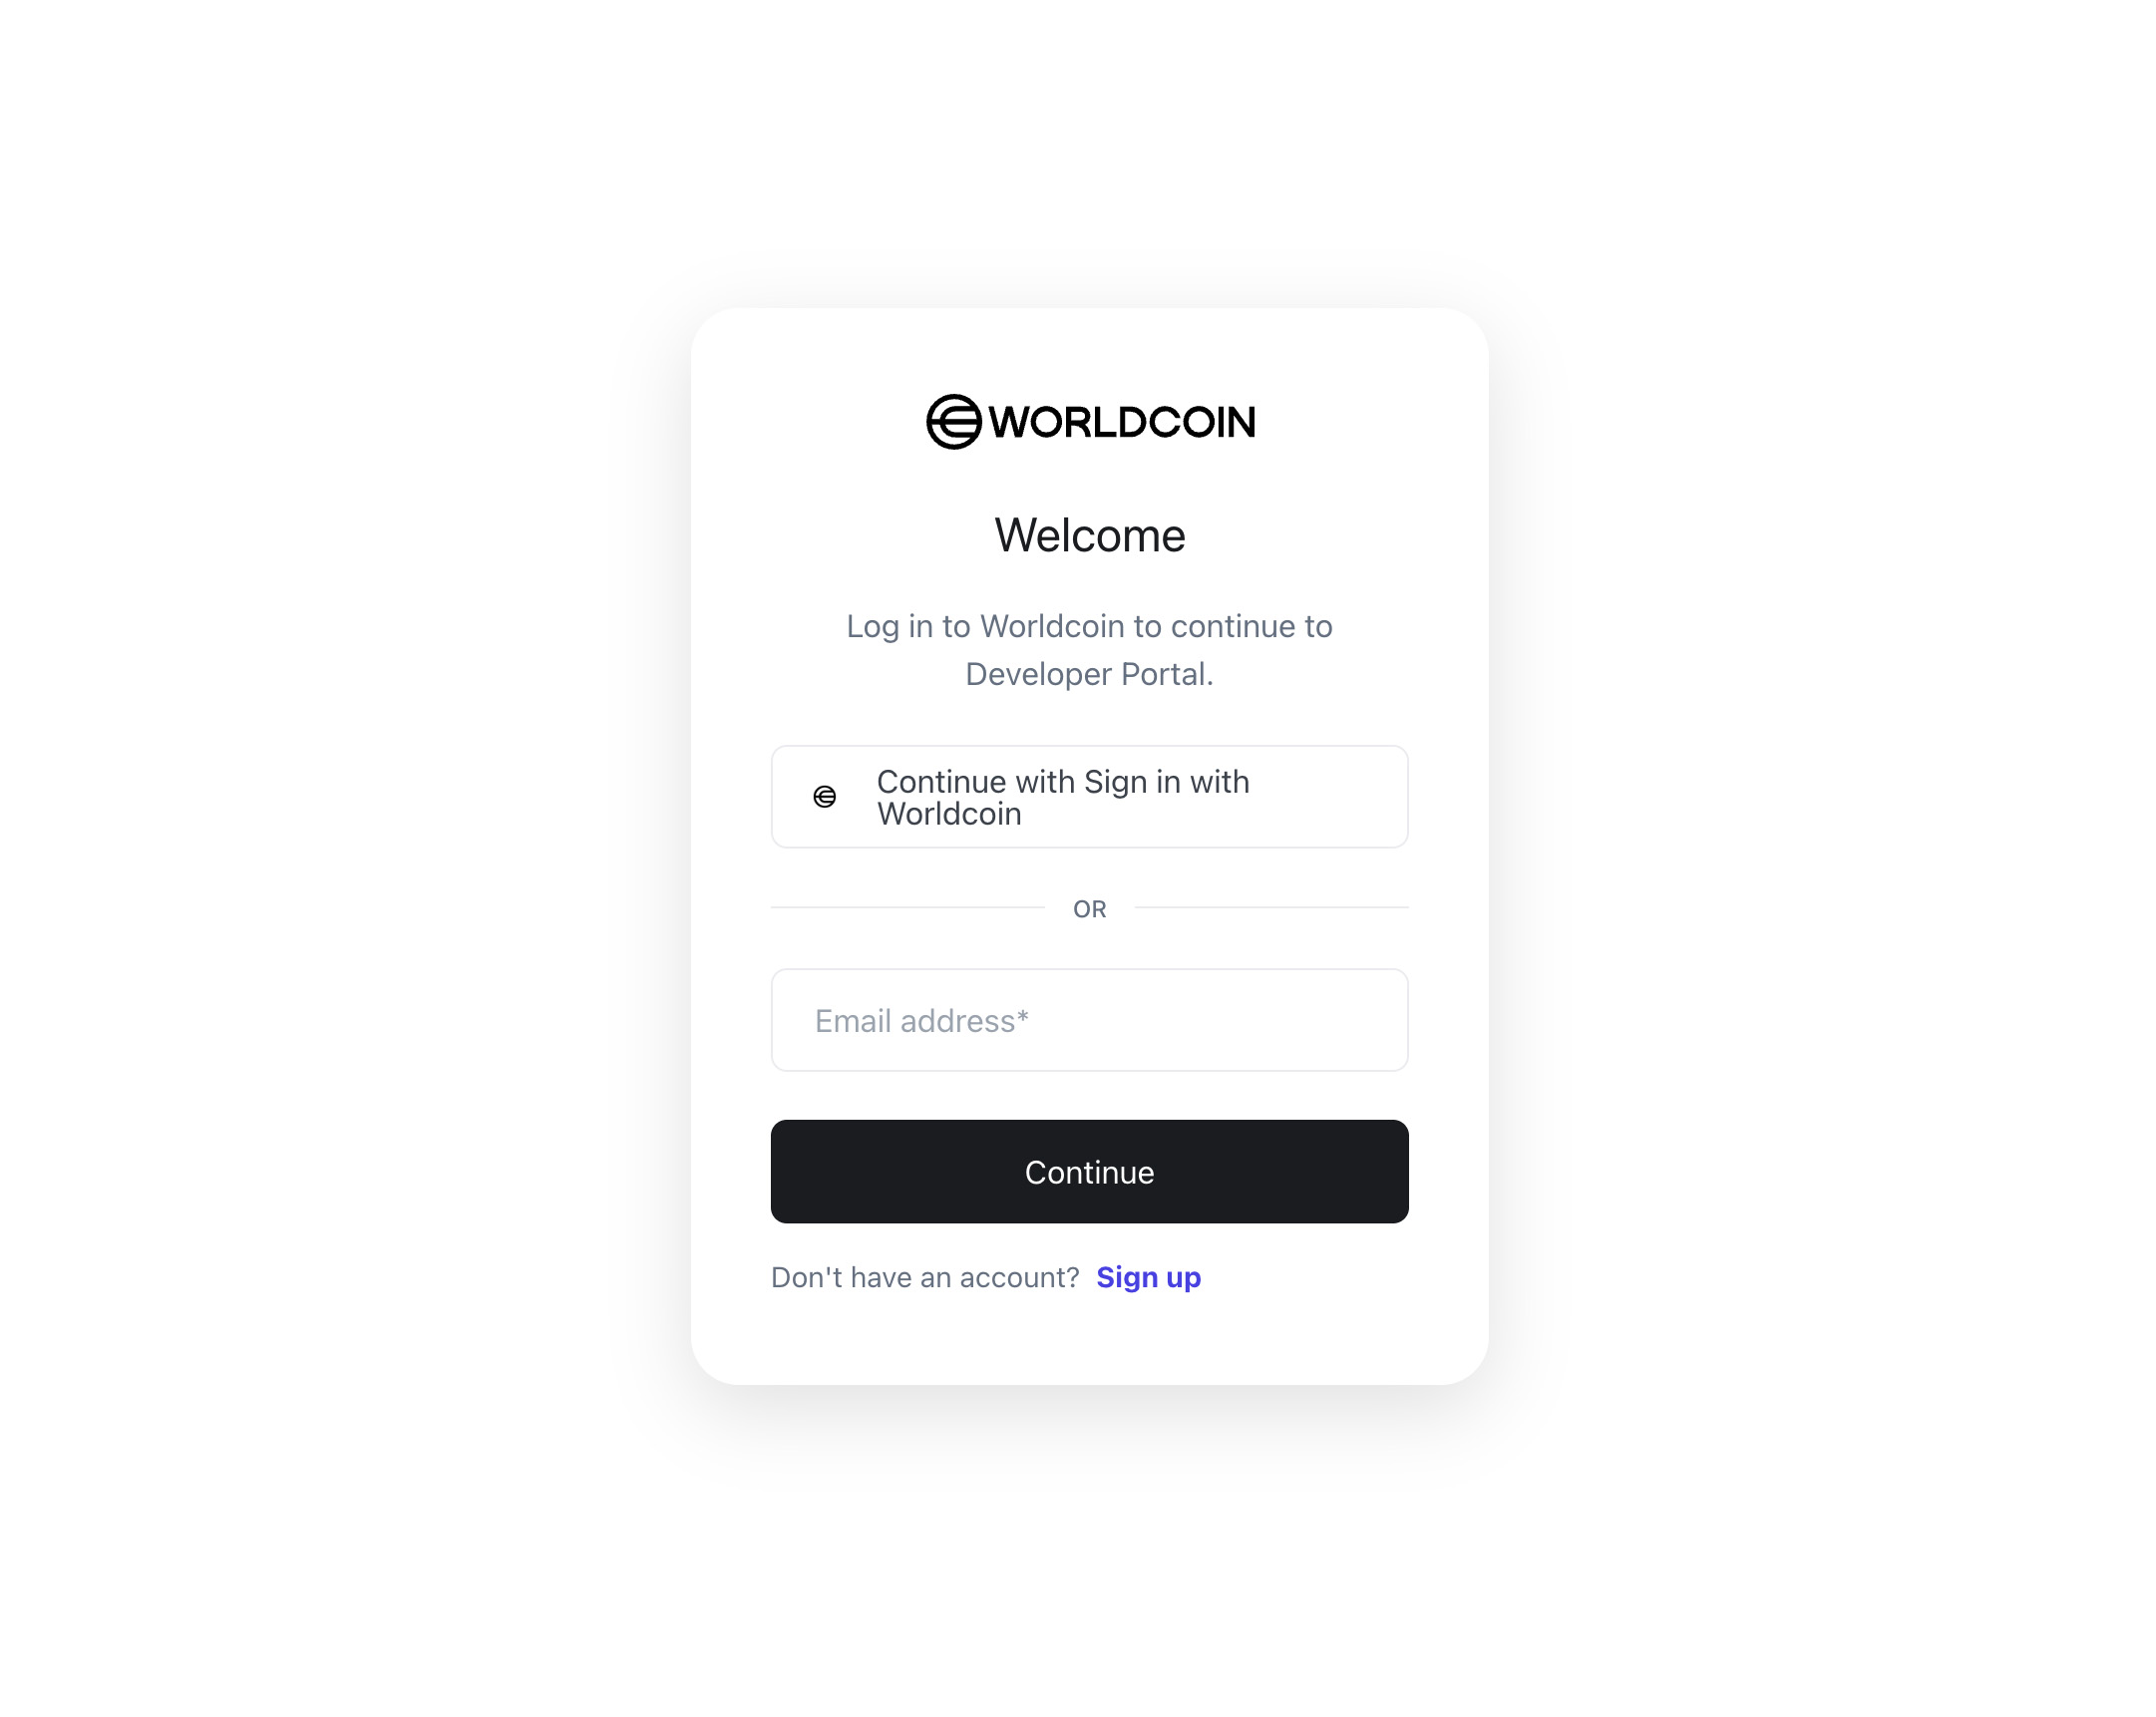 WORLDCOIN
Welcome
Log in to Worldcoin to continue to
Developer Portal.
Continue with Sign in with
Worldcoin
OR
Email address*
Continue
Don't have an account? Sign up